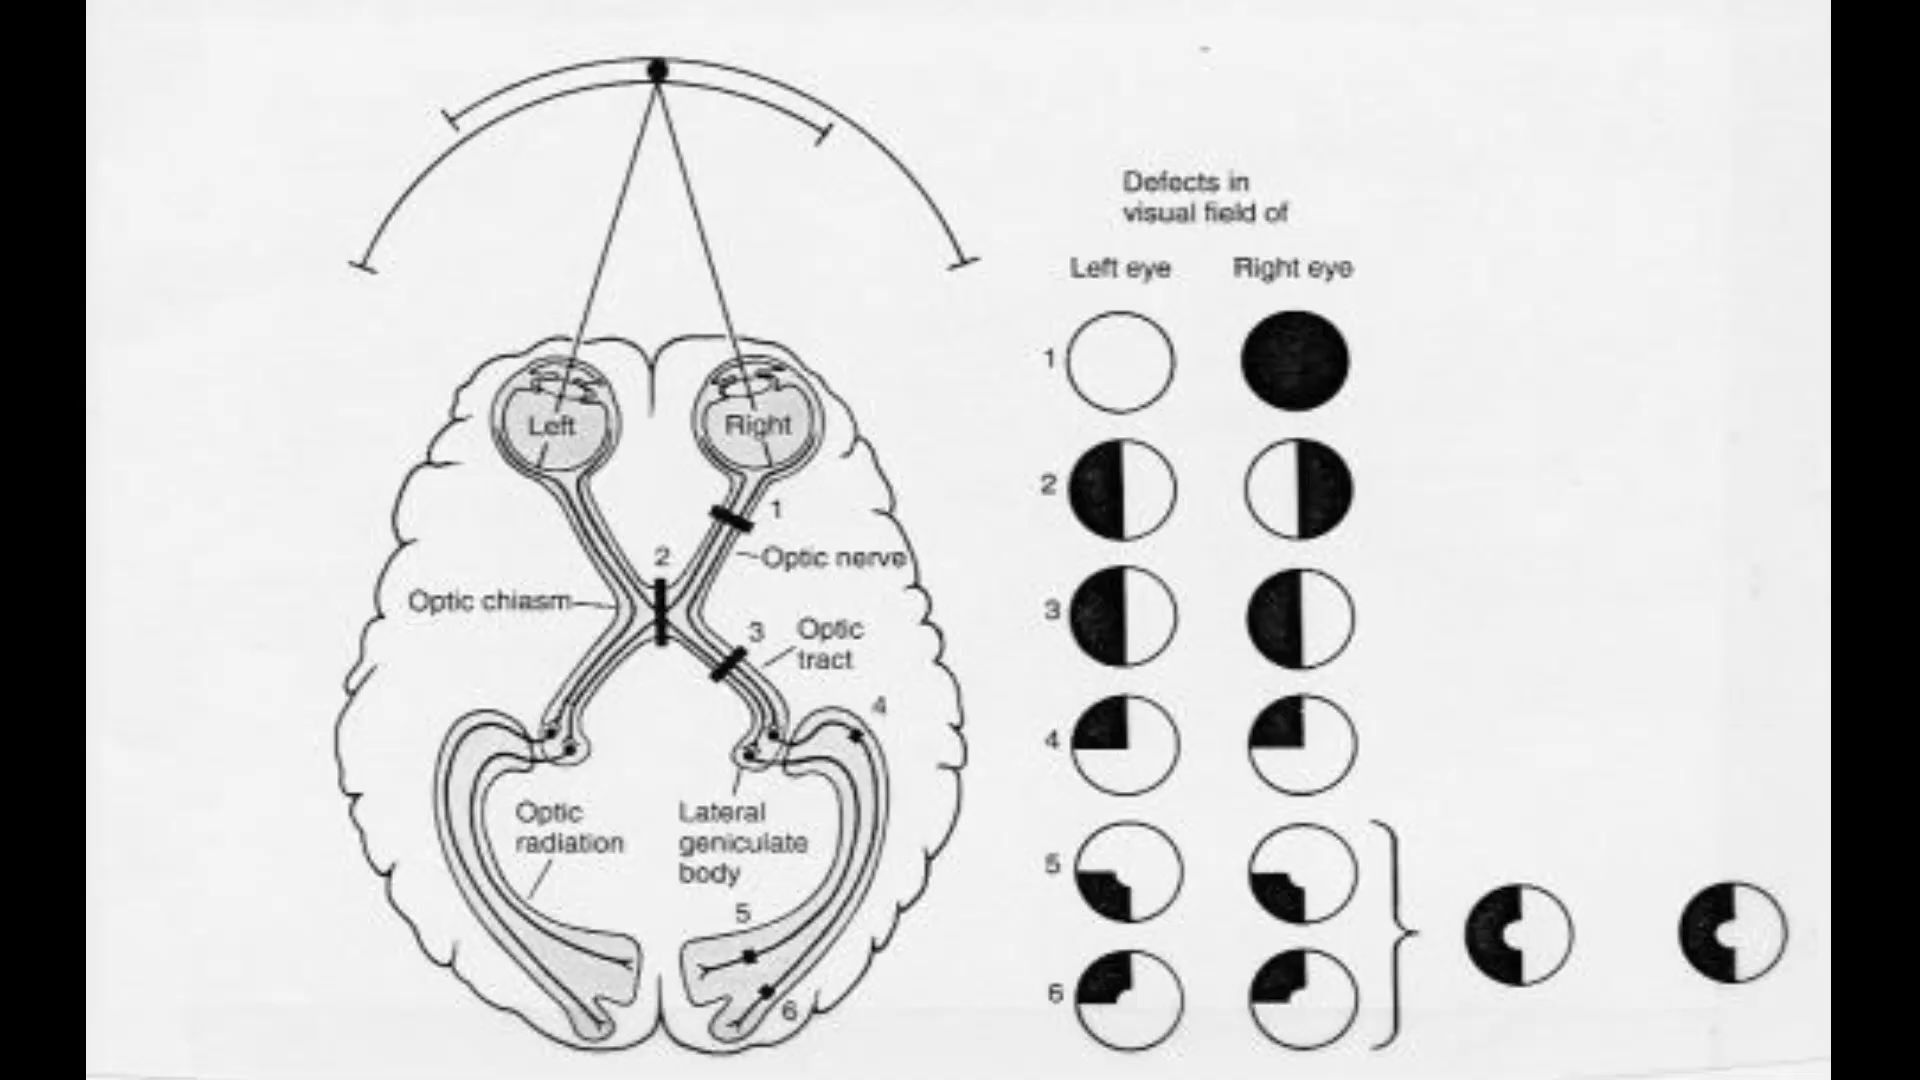 Defects in
visual field of
Left eye
Right eye
Left
Right
1
2
3
4
5
6
1
Optic nerve
2
Optic chiasm
3
Optic
tract
4
Optic
radiation
Lateral
geniculate
body
5
6